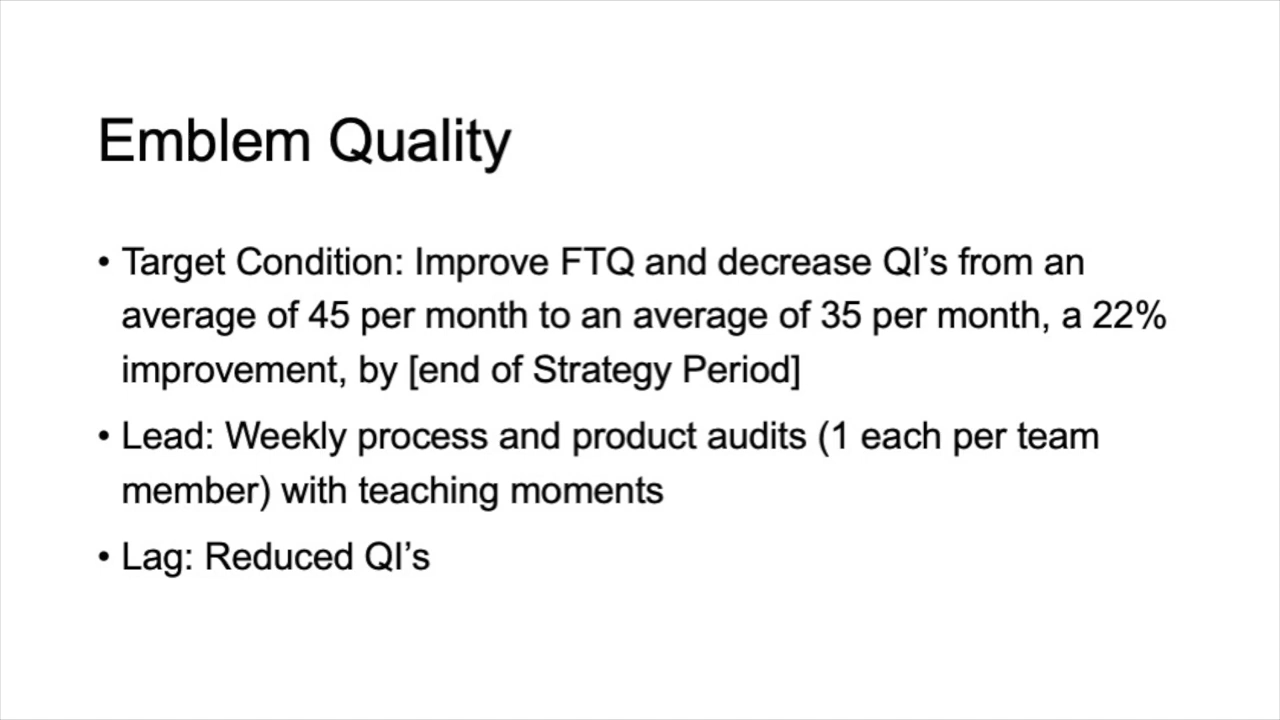 Emblem Quality
• Target Condition: Improve FTQ and decrease QI’s from an
average of 45 per month to an average of 35 per month, a 22%
improvement, by [end of Strategy Period]
• Lead: Weekly process and product audits (1 each per team
member) with teaching moments
• Lag: Reduced QI’s